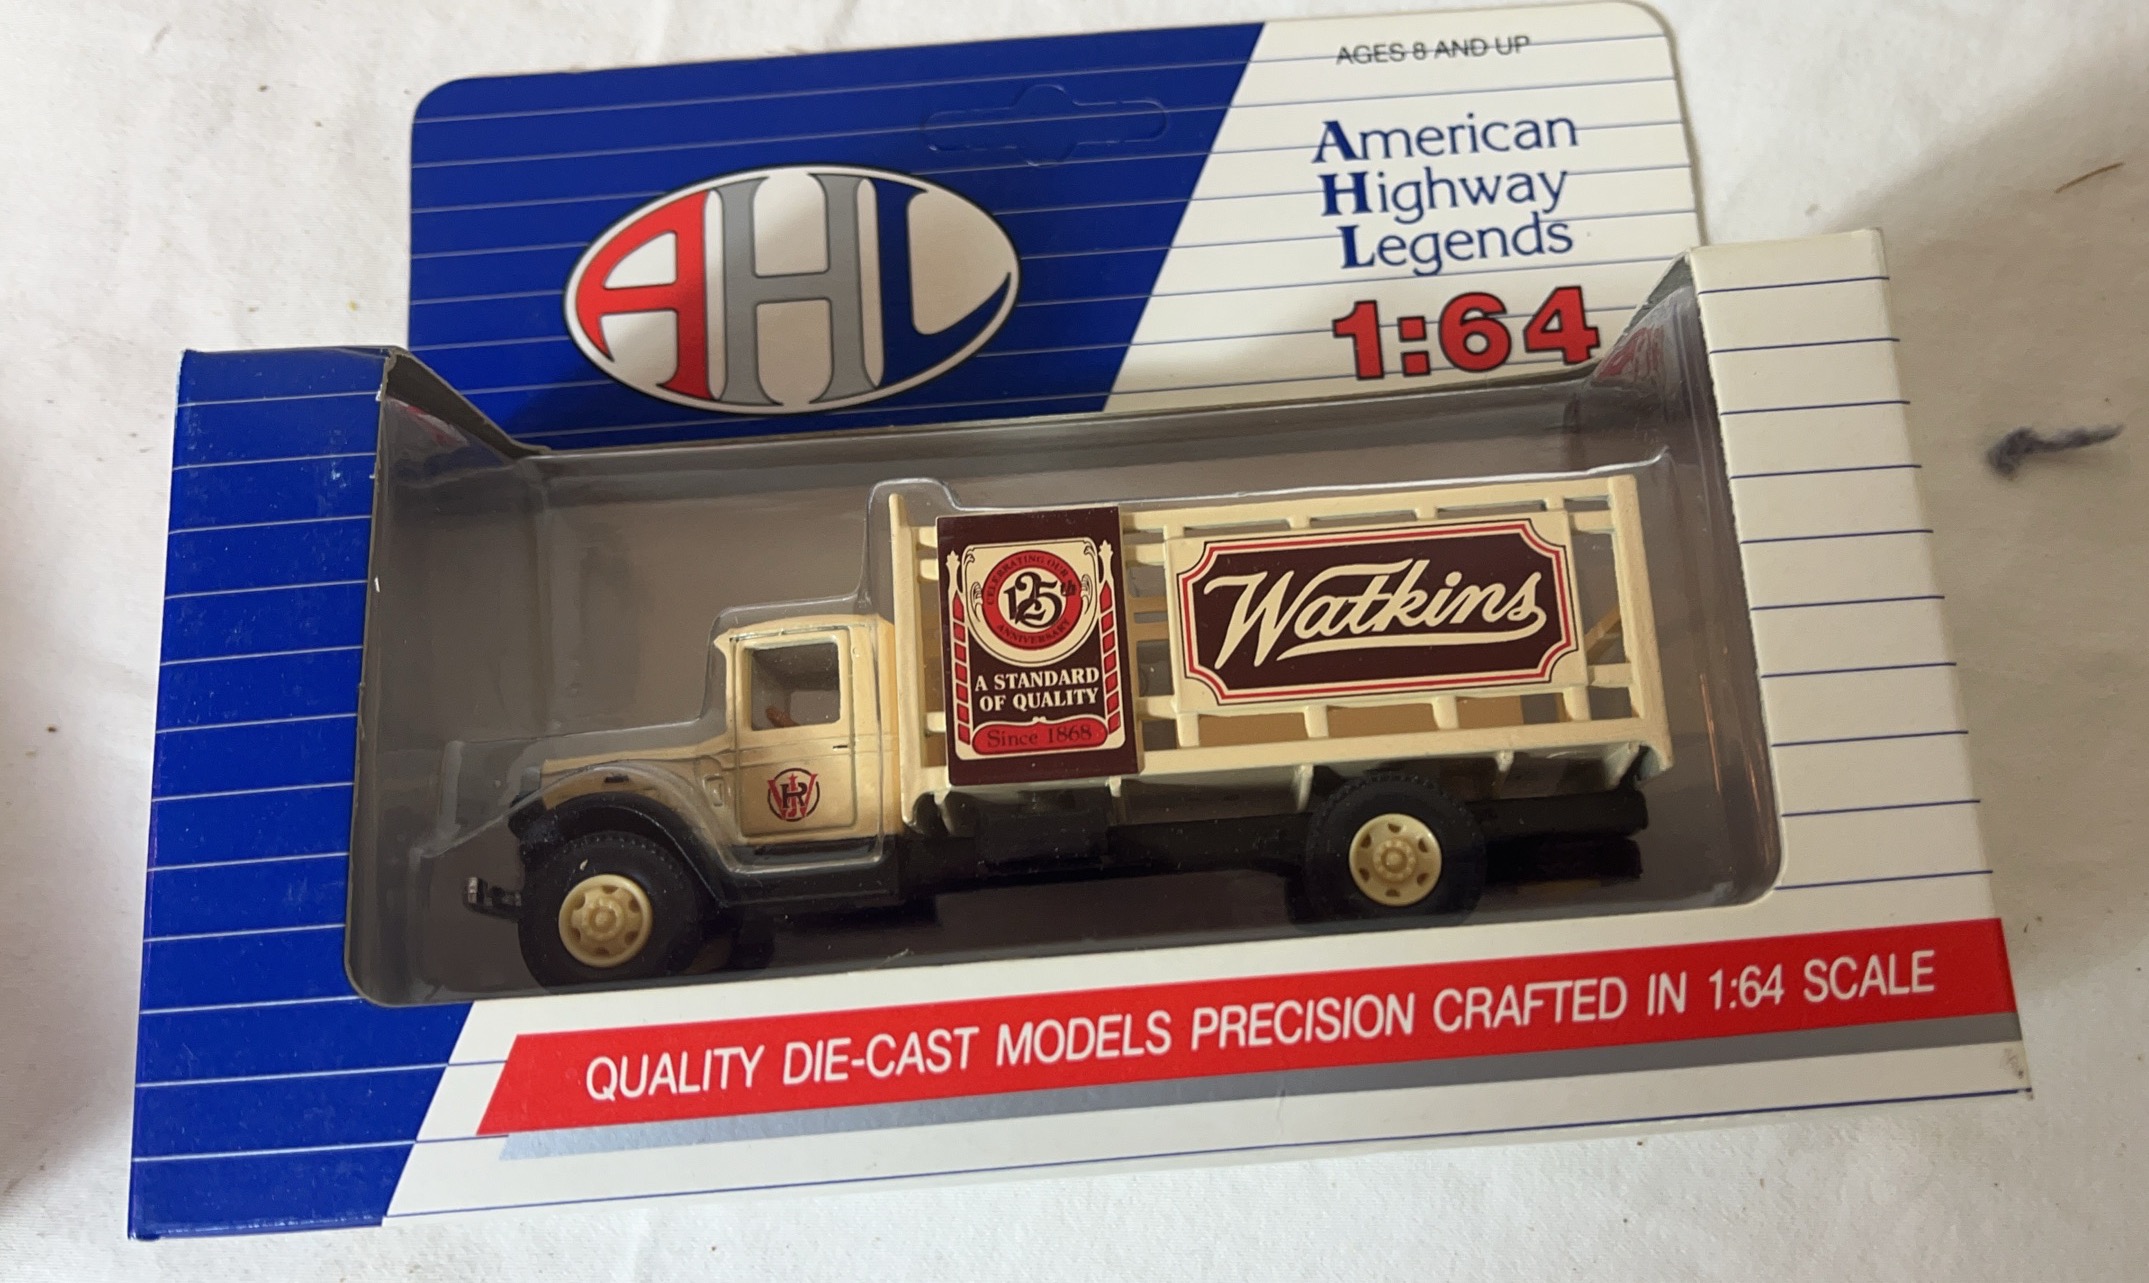 AGES 8 AND UP
AHL
American
Highway
Legends
1:64
CELEBRATING OUR
125th
ANNIVERSARY
A STANDARD
OF QUALITY
Since 1868
Watkins
JRW
QUALITY DIE-CAST MODELS PRECISION CRAFTED IN 1:64 SCALE